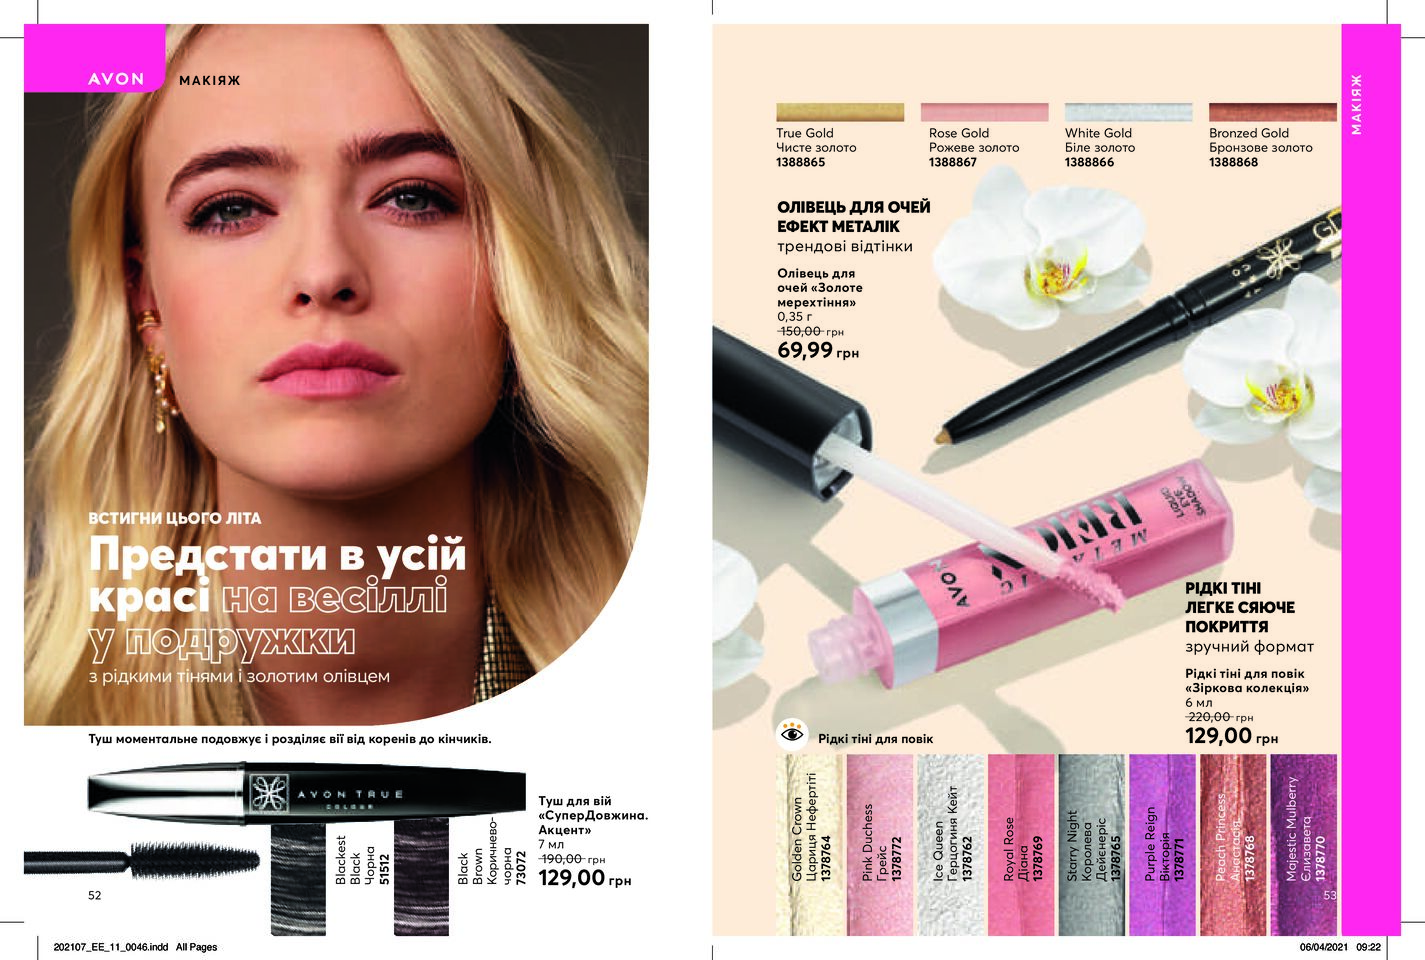 AVON
МАКІЯЖ
ВСТИГНИ ЦЬОГО ЛІТА
Предстати в усій
красі на весіллі
у подружки
з рідкими тінями і золотим олівцем
Туш моментальне подовжує і розділяє вії від коренів до кінчиків.
AVON TRUE
COLOUR
Blackest
Black
Чорна
51512
Black
Brown
Коричнево-
чорна
73072
Туш для вій
«СуперДовжина.
Акцент»
7 мл
190,00 грн
129,00 грн
52
202107_EE_11_0046.indd All Pages
МАКІЯЖ
True Gold
Чисте золото
1388865
Rose Gold
Рожеве золото
1388867
White Gold
Біле золото
1388866
Bronzed Gold
Бронзове золото
1388868
ОЛІВЕЦЬ ДЛЯ ОЧЕЙ
ЕФЕКТ МЕТАЛІК
трендові відтінки
Олівець для
очей «Золоте
мерехтіння»
0,35 г
150,00 грн
69,99 грн
AVON
LIQUID
EYE
SHADOW
РІДКІ ТІНІ
ЛЕГКЕ СЯЮЧЕ
ПОКРИТТЯ
зручний формат
Рідкі тіні для повік
«Зіркова колекція»
6 мл
220,00 грн
129,00 грн
Рідкі тіні для повік
Golden Crown
Цариця Нефертіті
1378764
Pink Duchess
Грейс
1378772
Ice Queen
Герцогиня Кейт
1378762
Royal Rose
Діана
1378769
Starry Night
Королева
Дейєнеріс
1378765
Purple Reign
Вікторія
1378771
Peach Princess
Анастасія
1378768
Majestic Mulberry
Єлизавета
1378770
53
06/04/2021 09:22